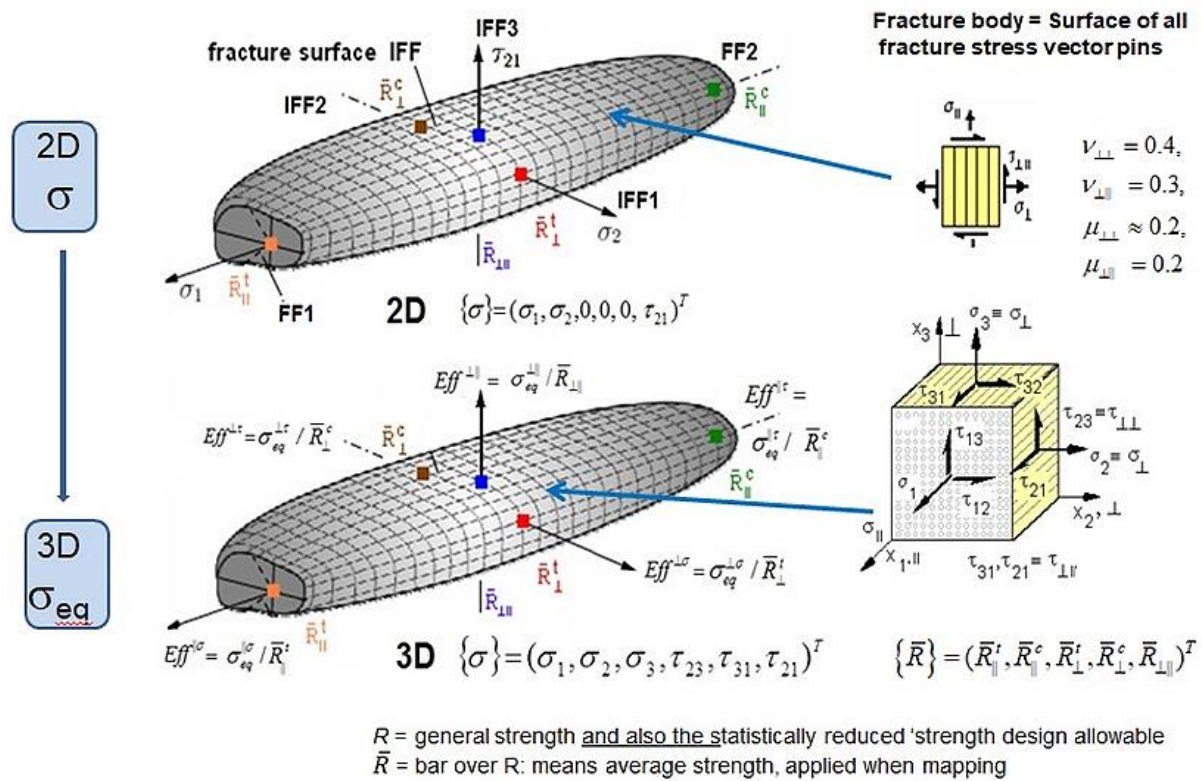 Fracture body = Surface of all
fracture stress vector pins
2D
σ
3D
σeq
fracture surface IFF
IFF3
τ₂₁
FF2
IFF2
R̄⊥ᶜ
R̄∥ᶜ
IFF1
R̄⊥ᵗ
σ₂
R̄⊥∥
σ₁
R̄∥ᵗ
FF1
2D {σ}=(σ₁,σ₂,0,0,0, τ₂₁)ᵀ
σ∥
τ⊥∥
σ⊥
ν⊥⊥ = 0.4,
ν⊥∥ = 0.3,
μ⊥⊥ ≈ 0.2,
μ⊥∥ = 0.2
Eff^⊥∥ = σeq^⊥∥ / R̄⊥∥
Eff^∥τ =
σeq^∥τ / R̄∥ᶜ
Eff^⊥τ = σeq^⊥τ / R̄⊥ᶜ
R̄⊥ᶜ
R̄∥ᶜ
R̄⊥ᵗ
Eff^⊥σ = σeq^⊥σ / R̄⊥ᵗ
R̄⊥∥
R̄∥ᵗ
Eff^∥σ = σeq^∥σ / R̄∥ᵗ
X₃ ⊥
σ₃ ≡ σ⊥
τ₃₁
τ₃₂
τ₂₃ ≡ τ⊥⊥
τ₁₃
σ₂ ≡ σ⊥
σ₁
τ₂₁
τ₁₂
X₂, ⊥
σ∥
X₁, ∥
τ₃₁, τ₂₁ ≡ τ⊥∥
3D {σ}=(σ₁,σ₂,σ₃,τ₂₃,τ₃₁,τ₂₁)ᵀ
{R̄}=(R̄∥ᵗ, R̄∥ᶜ, R̄⊥ᵗ, R̄⊥ᶜ, R̄⊥∥)ᵀ
R = general strength and also the statistically reduced 'strength design allowable
R̄ = bar over R: means average strength, applied when mapping